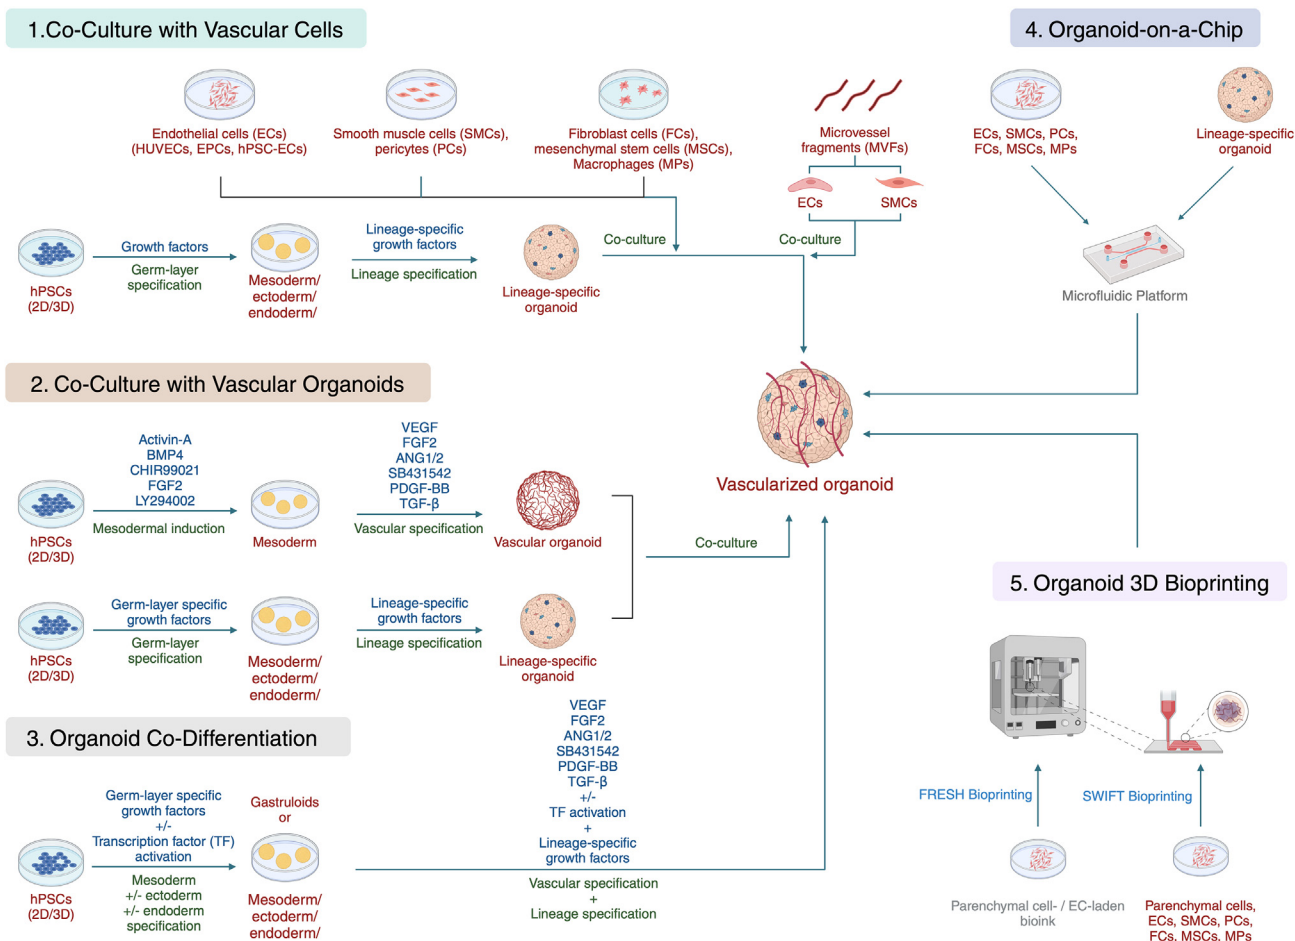 1.Co-Culture with Vascular Cells
Endothelial cells (ECs)
(HUVECs, EPCs, hPSC-ECs)
Smooth muscle cells (SMCs),
pericytes (PCs)
Fibroblast cells (FCs),
mesenchymal stem cells (MSCs),
Macrophages (MPs)
Microvessel
fragments (MVFs)
ECs
SMCs
hPSCs
(2D/3D)
Growth factors
Germ-layer
specification
Mesoderm/
ectoderm/
endoderm/
Lineage-specific
growth factors
Lineage specification
Lineage-specific
organoid
Co-culture
Co-culture
4. Organoid-on-a-Chip
ECs, SMCs, PCs,
FCs, MSCs, MPs
Lineage-specific
organoid
Microfluidic Platform
2. Co-Culture with Vascular Organoids
hPSCs
(2D/3D)
Activin-A
BMP4
CHIR99021
FGF2
LY294002
Mesodermal induction
Mesoderm
VEGF
FGF2
ANG1/2
SB431542
PDGF-BB
TGF-β
Vascular specification
Vascular organoid
hPSCs
(2D/3D)
Germ-layer specific
growth factors
Germ-layer
specification
Mesoderm/
ectoderm/
endoderm/
Lineage-specific
growth factors
Lineage specification
Lineage-specific
organoid
Co-culture
Vascularized organoid
3. Organoid Co-Differentiation
hPSCs
(2D/3D)
Germ-layer specific
growth factors
+/-
Transcription factor (TF)
activation
Mesoderm
+/- ectoderm
+/- endoderm
specification
Gastruloids
or
Mesoderm/
ectoderm/
endoderm/
VEGF
FGF2
ANG1/2
SB431542
PDGF-BB
TGF-β
+/-
TF activation
+
Lineage-specific
growth factors
Vascular specification
+
Lineage specification
5. Organoid 3D Bioprinting
FRESH Bioprinting
SWIFT Bioprinting
Parenchymal cell- / EC-laden
bioink
Parenchymal cells,
ECs, SMCs, PCs,
FCs, MSCs, MPs